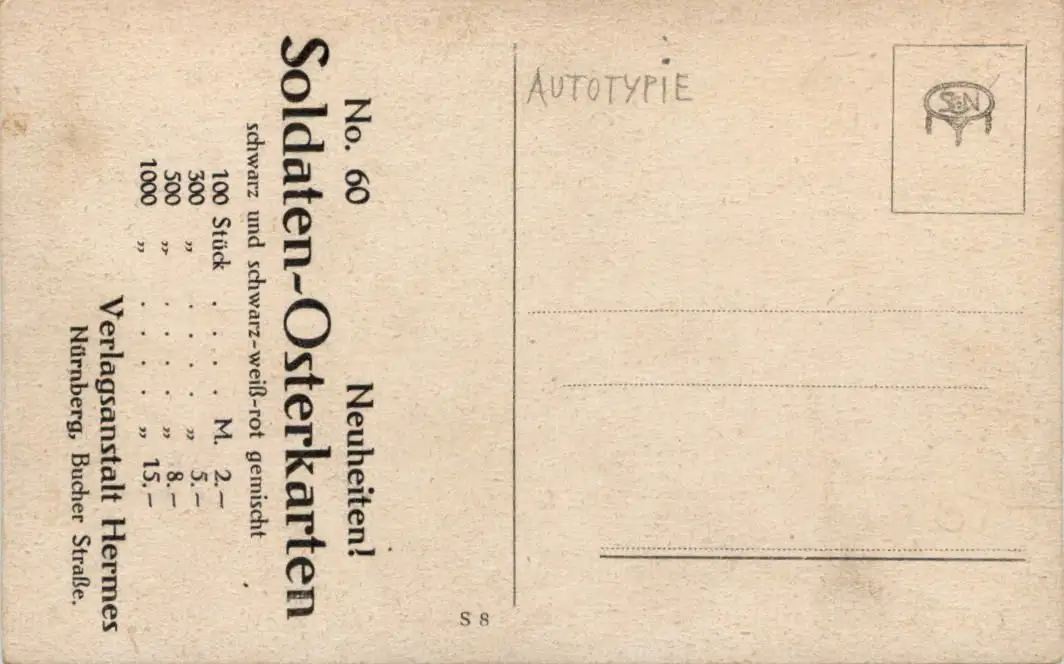 No. 60 Neuheiten!
Soldaten-Osterkarten
schwarz und schwarz-weiß-rot gemischt
100 Stück . . . . M. 2.—
300 „ . . . . „ 5.—
500 „ . . . . „ 8.—
1000 „ . . . . „ 15.—
Verlagsanstalt Hermes
Nürnberg, Bucher Straße.
S 8
AUTOTYPIE
S:N